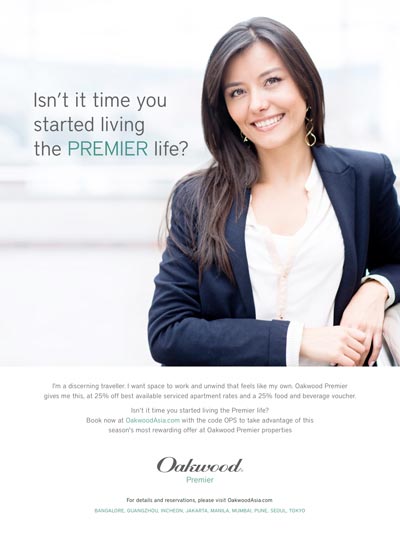 Isn't it time you
started living
the PREMIER life?
I'm a discerning traveller. I want space to work and unwind that feels like my own. Oakwood Premier
gives me this, at 25% off best available serviced apartment rates and a 25% food and beverage voucher.
Isn't it time you started living the Premier life?
Book now at OakwoodAsia.com with the code OPS to take advantage of this
season's most rewarding offer at Oakwood Premier properties
Oakwood®
Premier
For details and reservations, please visit OakwoodAsia.com
BANGALORE, GUANGZHOU, INCHEON, JAKARTA, MANILA, MUMBAI, PUNE, SEOUL, TOKYO